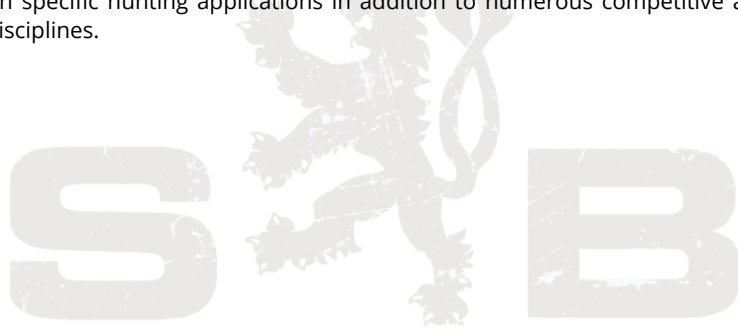 n specific hunting applications in addition to numerous competitive a
isciplines.
S B